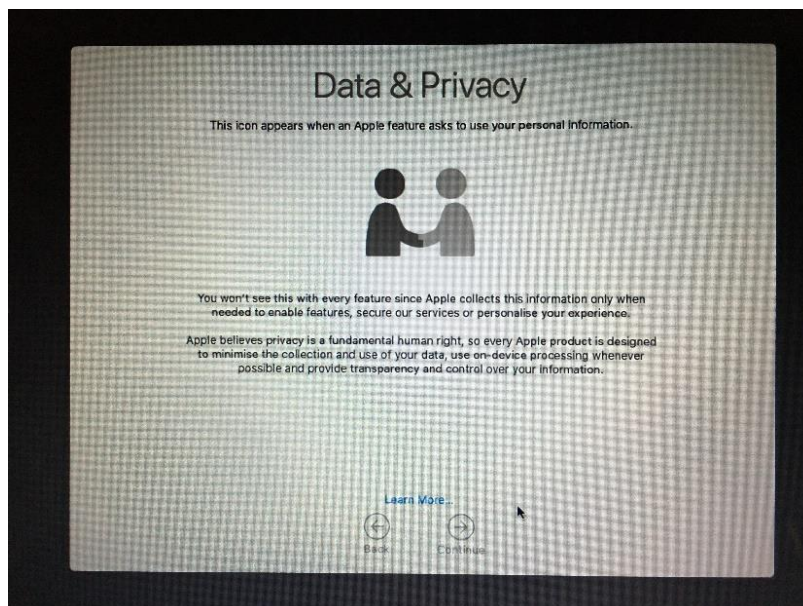 Data & Privacy
This icon appears when an Apple feature asks to use your personal information.
You won't see this with every feature since Apple collects this information only when
needed to enable features, secure our services or personalise your experience.
Apple believes privacy is a fundamental human right, so every Apple product is designed
to minimise the collection and use of your data, use on-device processing whenever
possible and provide transparency and control over your information.
Learn More...
Back Continue